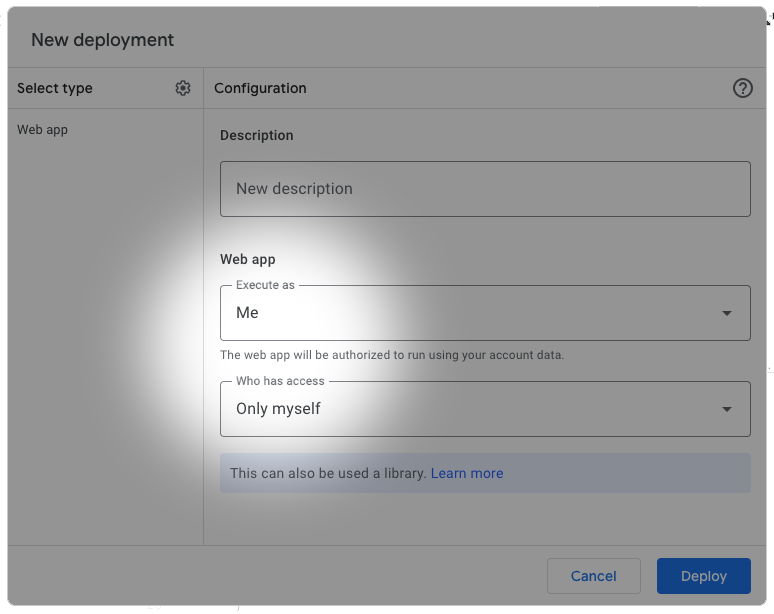 New deployment
Select type
Configuration
Web app
Description
New description
Web app
Execute as
Me
The web app will be authorized to run using your account data.
Who has access
Only myself
This can also be used a library. Learn more
Cancel
Deploy